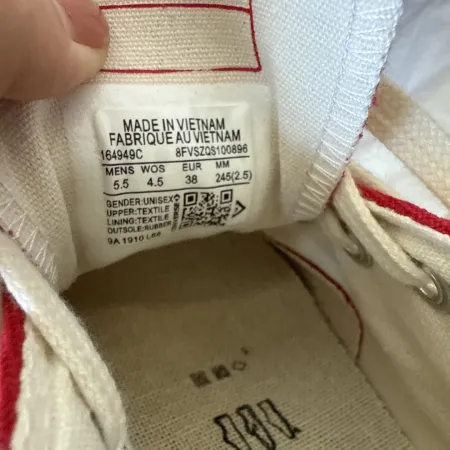 MADE IN VIETNAM
FABRIQUE AU VIETNAM
164949C 8FVSZQS100896
MENS WOS EUR MM
5.5 4.5 38 245(2.5)
GENDER:UNISEX
UPPER:TEXTILE
LINING:TEXTILE
OUTSOLE:RUBBER
9A 1910